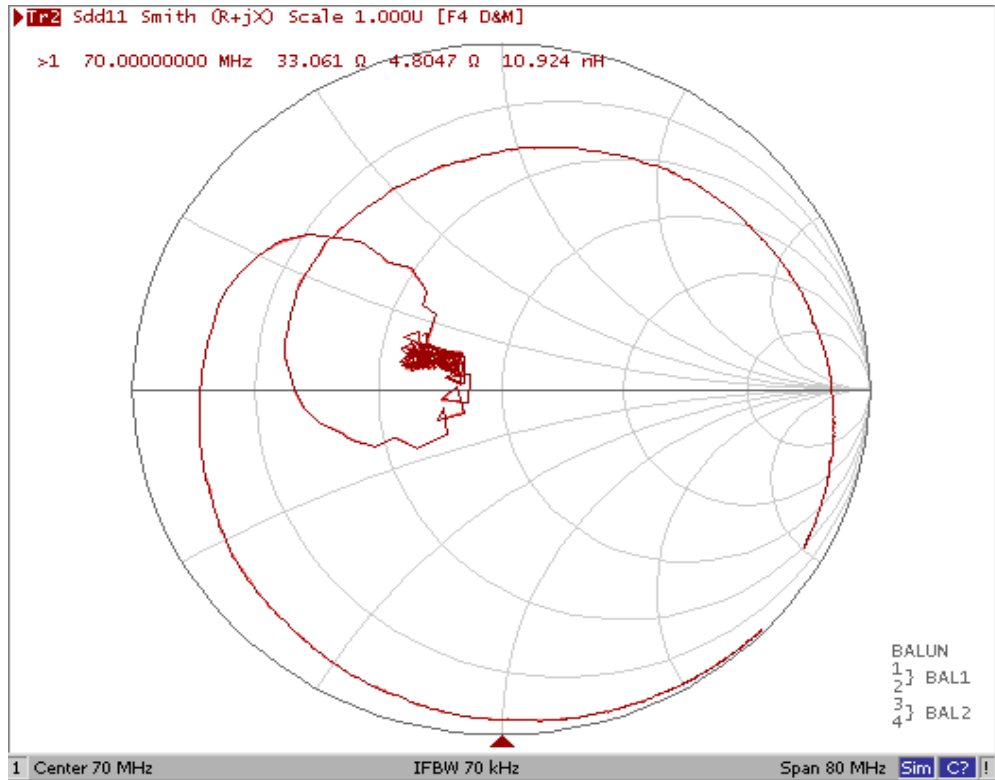 Tr2 Sdd11 Smith (R+jX) Scale 1.000U [F4 D&M]
>1 70.00000000 MHz 33.061 Ω 4.8047 Ω 10.924 nH
BALUN
1
2} BAL1
3
4} BAL2
1 Center 70 MHz IFBW 70 kHz Span 80 MHz Sim C? !